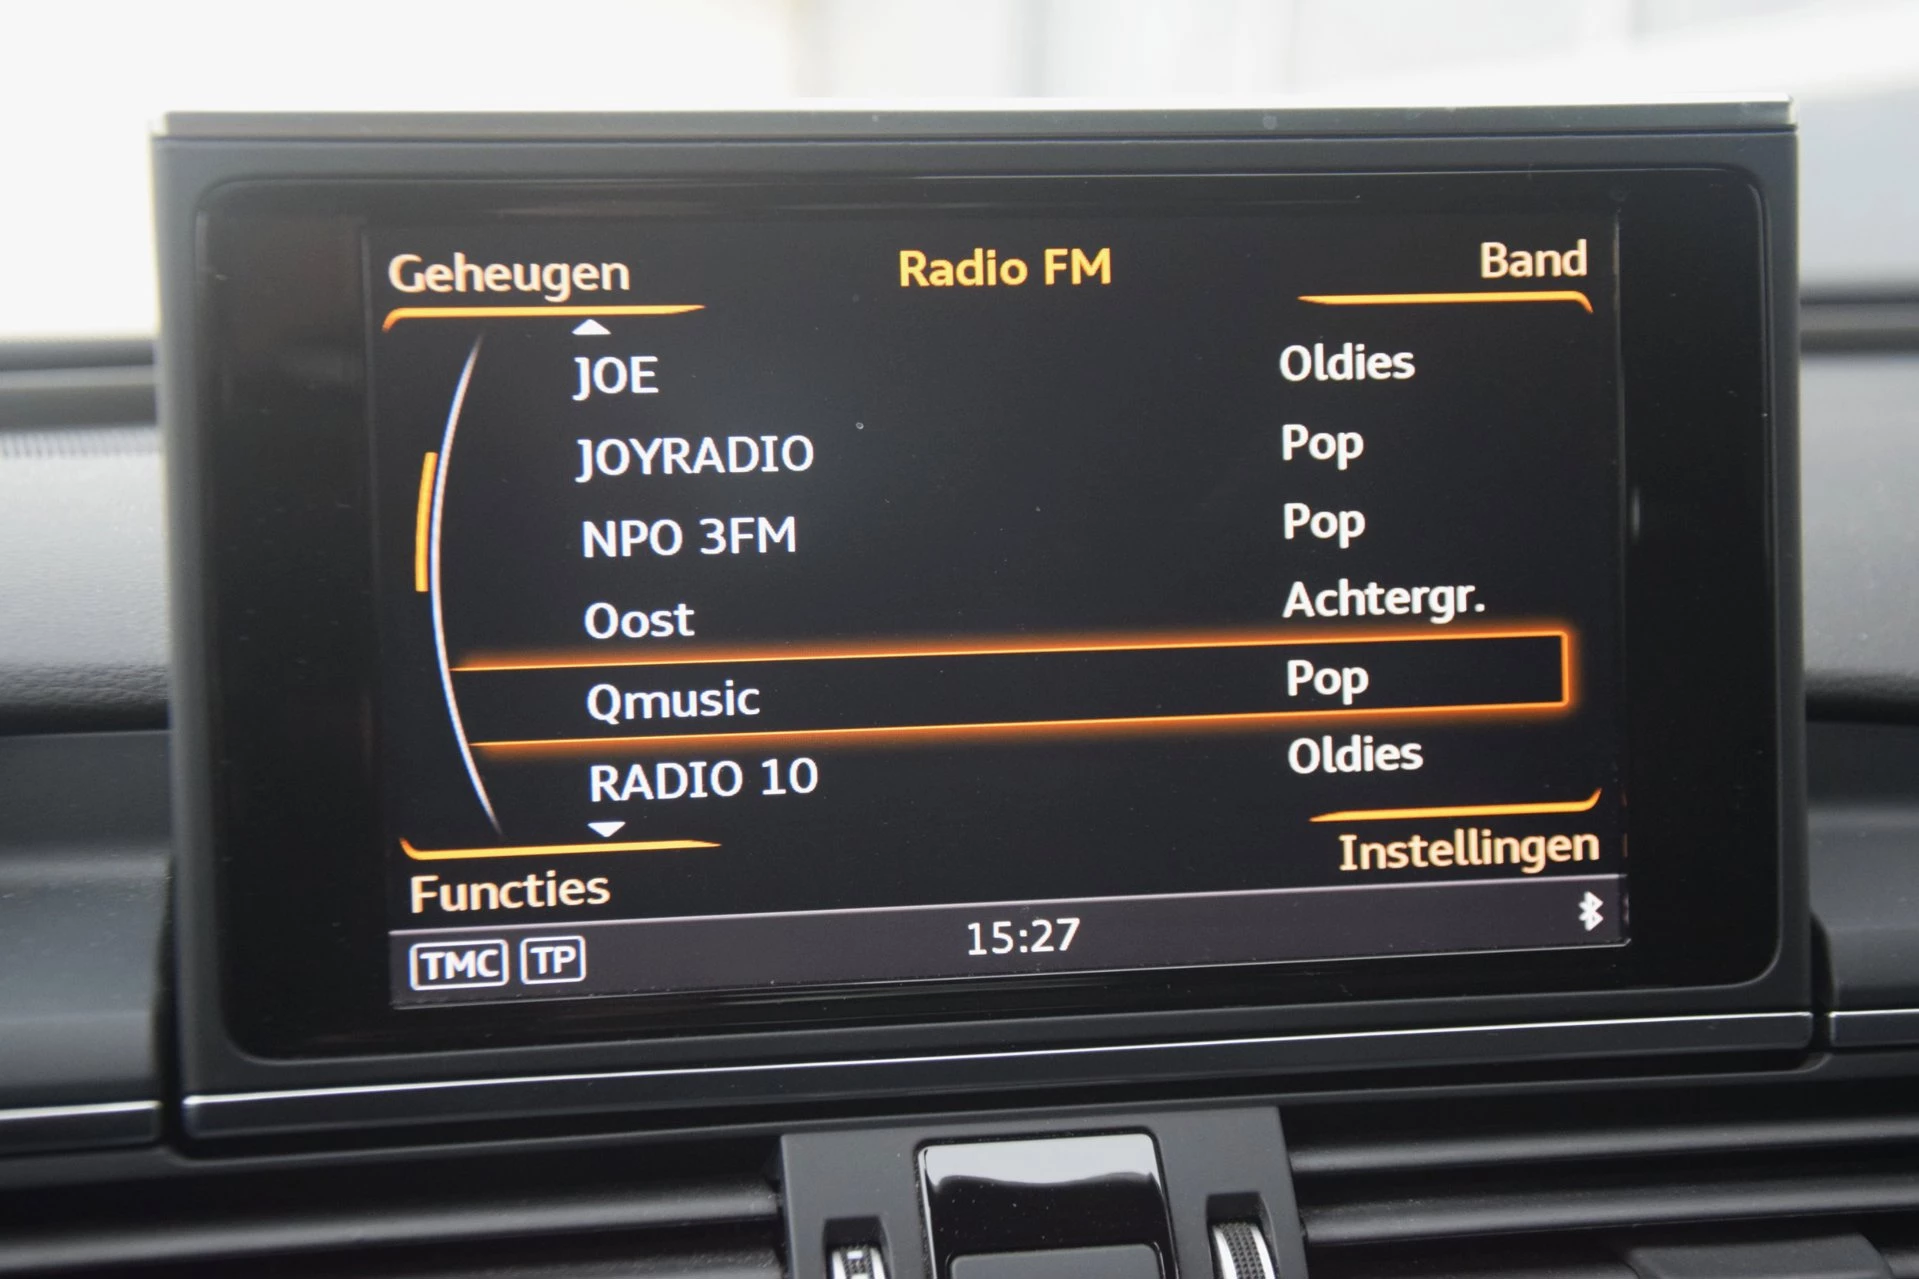 Geheugen Radio FM Band
JOE Oldies
JOYRADIO Pop
NPO 3FM Pop
Oost Achtergr.
Qmusic Pop
RADIO 10 Oldies
Functies Instellingen
TMC TP 15:27